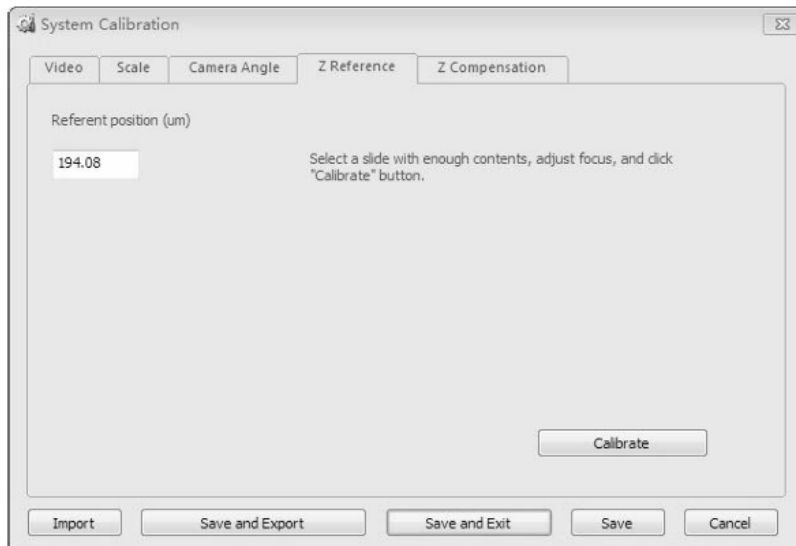 System Calibration
Video Scale Camera Angle Z Reference Z Compensation
Referent position (um)
194.08
Select a slide with enough contents, adjust focus, and click
"Calibrate" button.
Calibrate
Import Save and Export Save and Exit Save Cancel